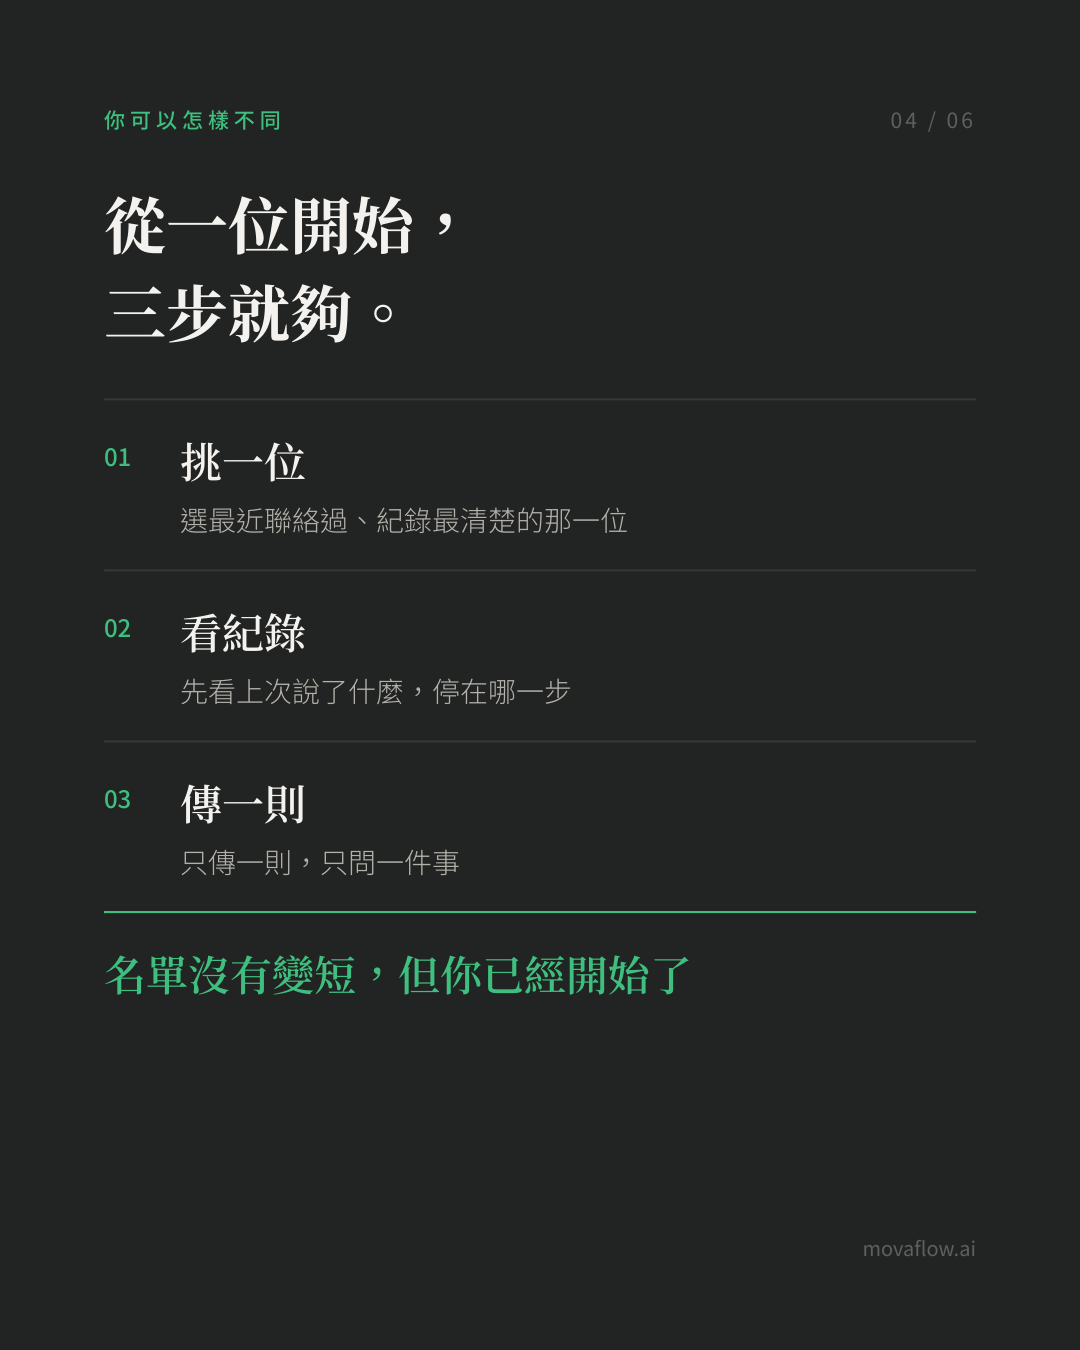 你可以怎樣不同
04 / 06
從一位開始，
三步就夠。
01
挑一位
選最近聯絡過、紀錄最清楚的那一位
02
看紀錄
先看上次說了什麼，停在哪一步
03
傳一則
只傳一則，只問一件事
名單沒有變短，但你已經開始了
movaflow.ai